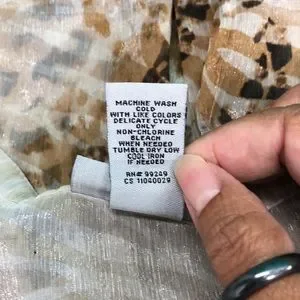 MACHINE WASH
COLD
WITH LIKE COLORS
DELICATE CYCLE
ONLY
NON-CHLORINE
BLEACH
WHEN NEEDED
TUMBLE DRY LOW
COOL IRON
IF NEEDED
RN# 99249
CS 11040029